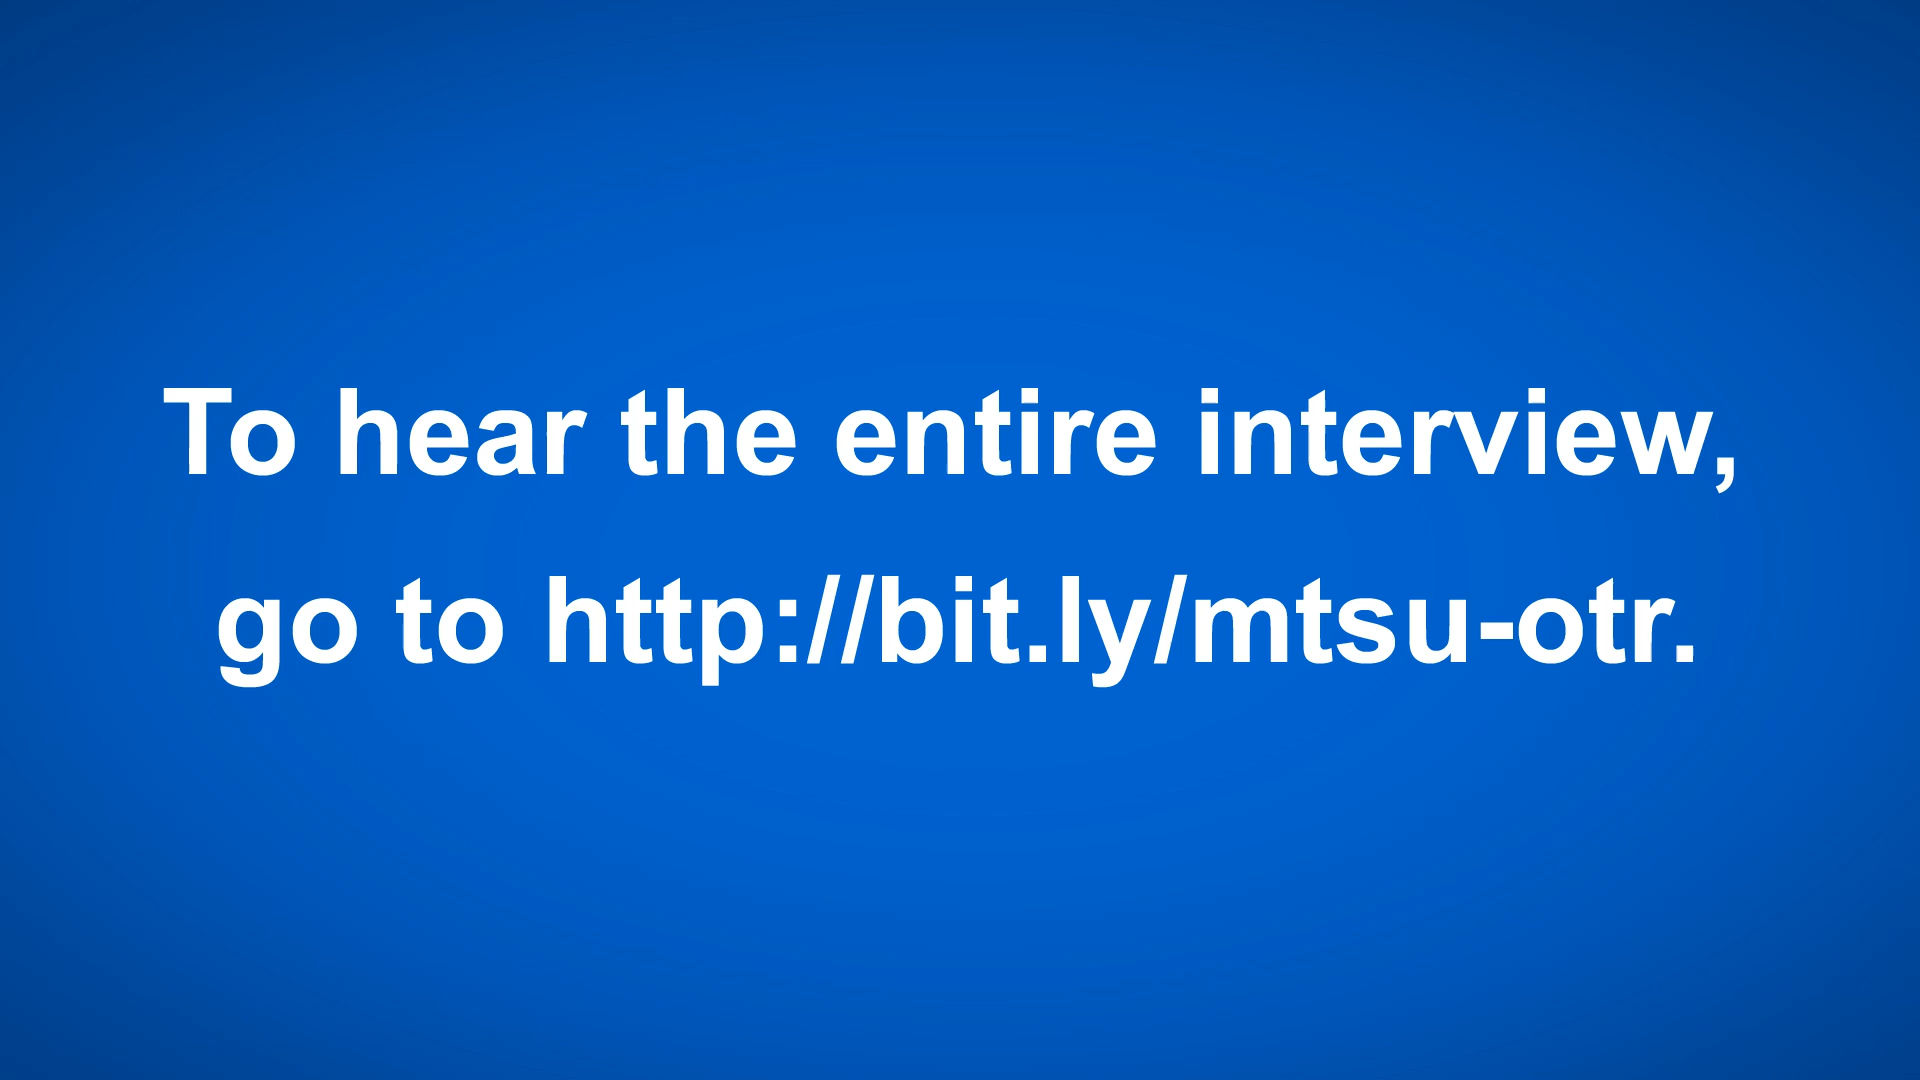 To hear the entire interview,
go to http://bit.ly/mtsu-otr.